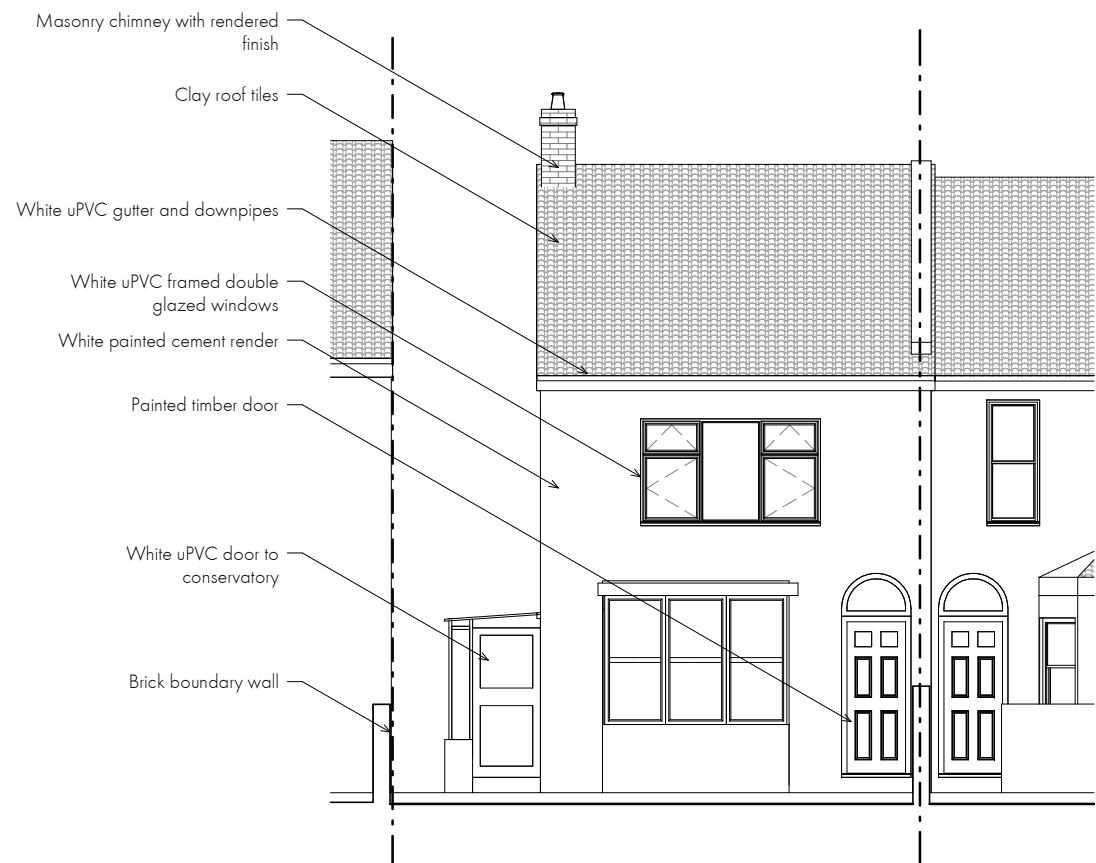 Masonry chimney with rendered
finish
Clay roof tiles
White uPVC gutter and downpipes
White uPVC framed double
glazed windows
White painted cement render
Painted timber door
White uPVC door to
conservatory
Brick boundary wall